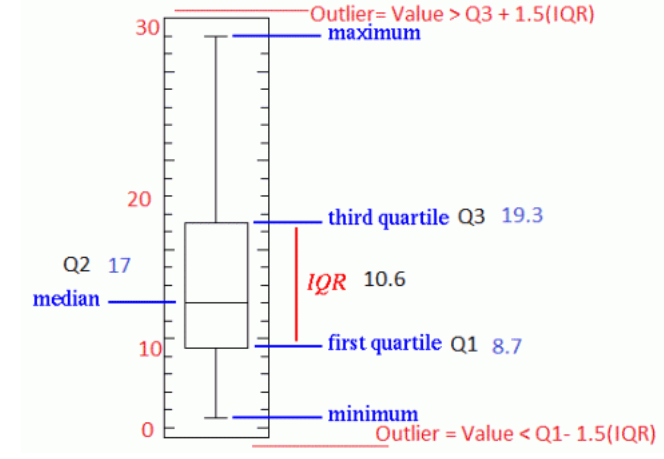 Outlier= Value > Q3 + 1.5(IQR)
30
maximum
20
third quartile Q3 19.3
Q2 17
IQR 10.6
median
10
first quartile Q1 8.7
minimum
0
Outlier = Value < Q1- 1.5(IQR)